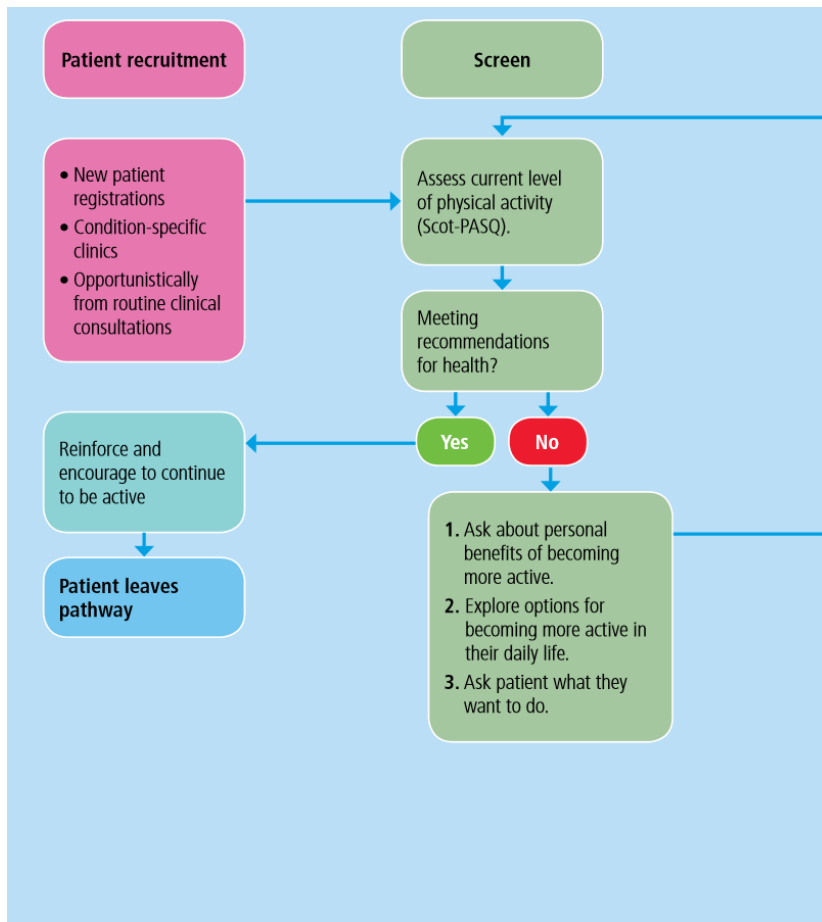 Patient recruitment
Screen
• New patient
registrations
• Condition-specific
clinics
• Opportunistically
from routine clinical
consultations
Assess current level
of physical activity
(Scot-PASQ).
Meeting
recommendations
for health?
Yes
No
Reinforce and
encourage to continue
to be active
Patient leaves
pathway
1. Ask about personal
benefits of becoming
more active.
2. Explore options for
becoming more active in
their daily life.
3. Ask patient what they
want to do.